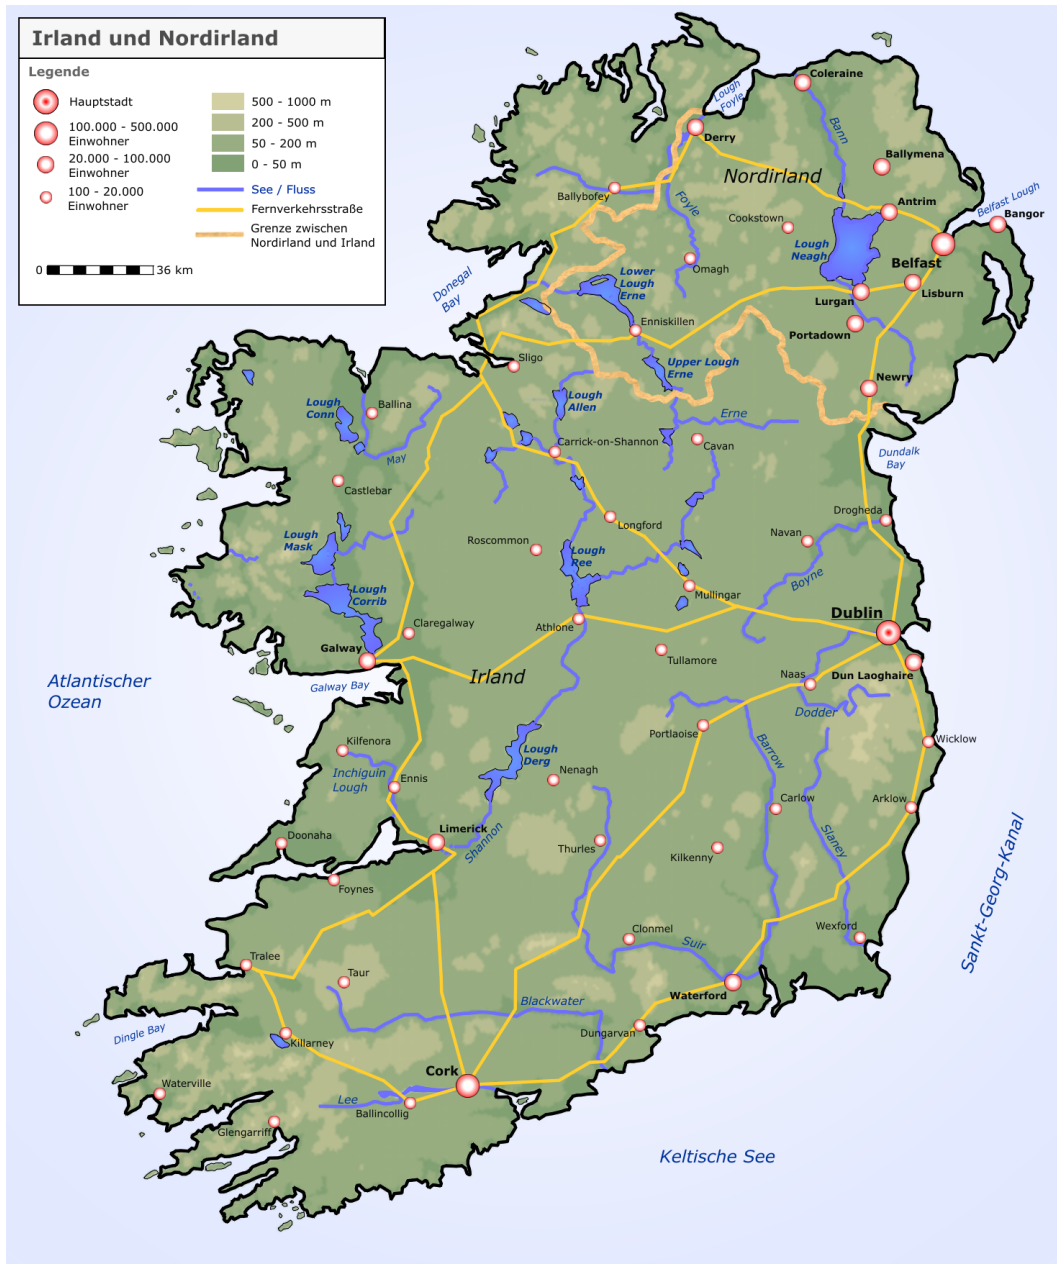 Irland und Nordirland
Legende
Hauptstadt
100.000 - 500.000
Einwohner
20.000 - 100.000
Einwohner
100 - 20.000
Einwohner
500 - 1000 m
200 - 500 m
50 - 200 m
0 - 50 m
See / Fluss
Fernverkehrsstraße
Grenze zwischen
Nordirland und Irland
0
36 km
Coleraine
Lough
Foyle
Bann
Derry
Ballymena
Nordirland
Ballybofey
Foyle
Antrim
Belfast Lough
Bangor
Cookstown
Lough
Neagh
Belfast
Omagh
Donegal
Bay
Lower
Lough
Erne
Lisburn
Lurgan
Enniskillen
Portadown
Sligo
Upper Lough
Erne
Newry
Lough
Conn
Ballina
Lough
Allen
Erne
May
Carrick-on-Shannon
Cavan
Dundalk
Bay
Castlebar
Drogheda
Longford
Lough
Mask
Roscommon
Navan
Lough
Ree
Boyne
Lough
Corrib
Mullingar
Dublin
Claregalway
Athlone
Galway
Tullamore
Irland
Naas
Dun Laoghaire
Atlantischer
Ozean
Galway Bay
Dodder
Portlaoise
Kilfenora
Lough
Derg
Barrow
Wicklow
Inchiguin
Lough
Ennis
Nenagh
Carlow
Arklow
Limerick
Shannon
Doonaha
Thurles
Kilkenny
Slaney
Sankt-Georg-Kanal
Foynes
Clonmel
Suir
Wexford
Tralee
Taur
Waterford
Blackwater
Dingle Bay
Dungarvan
Killarney
Cork
Waterville
Lee
Ballincollig
Glengarriff
Keltische See